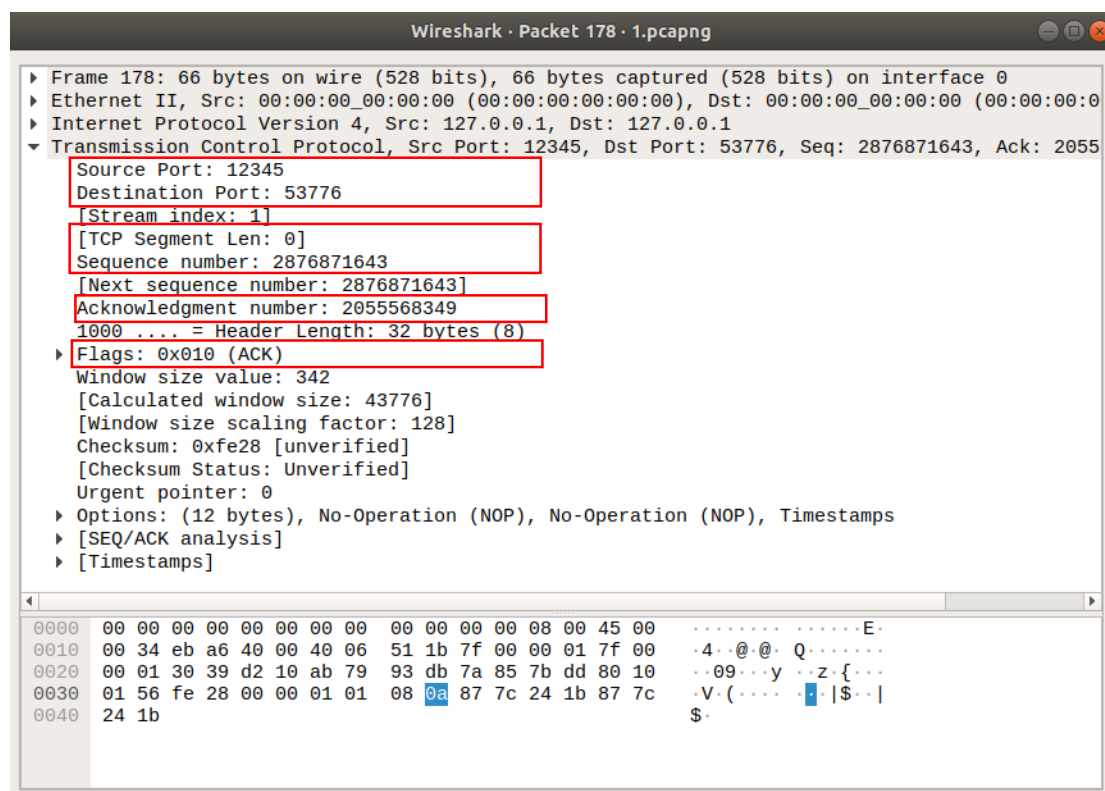 Wireshark · Packet 178 · 1.pcapng
Frame 178: 66 bytes on wire (528 bits), 66 bytes captured (528 bits) on interface 0
Ethernet II, Src: 00:00:00_00:00:00 (00:00:00:00:00:00), Dst: 00:00:00_00:00:00 (00:00:00:0
Internet Protocol Version 4, Src: 127.0.0.1, Dst: 127.0.0.1
Transmission Control Protocol, Src Port: 12345, Dst Port: 53776, Seq: 2876871643, Ack: 2055
Source Port: 12345
Destination Port: 53776
[Stream index: 1]
[TCP Segment Len: 0]
Sequence number: 2876871643
[Next sequence number: 2876871643]
Acknowledgment number: 2055568349
1000 .... = Header Length: 32 bytes (8)
Flags: 0x010 (ACK)
Window size value: 342
[Calculated window size: 43776]
[Window size scaling factor: 128]
Checksum: 0xfe28 [unverified]
[Checksum Status: Unverified]
Urgent pointer: 0
Options: (12 bytes), No-Operation (NOP), No-Operation (NOP), Timestamps
[SEQ/ACK analysis]
[Timestamps]
0000 00 00 00 00 00 00 00 00 00 00 00 00 08 00 45 00 ········ ······E·
0010 00 34 eb a6 40 00 40 06 51 1b 7f 00 00 01 7f 00 ·4··@·@· Q·······
0020 00 01 30 39 d2 10 ab 79 93 db 7a 85 7b dd 80 10 ··09···y ··z·{···
0030 01 56 fe 28 00 00 01 01 08 0a 87 7c 24 1b 87 7c ·V·(···· ···|$··|
0040 24 1b $·